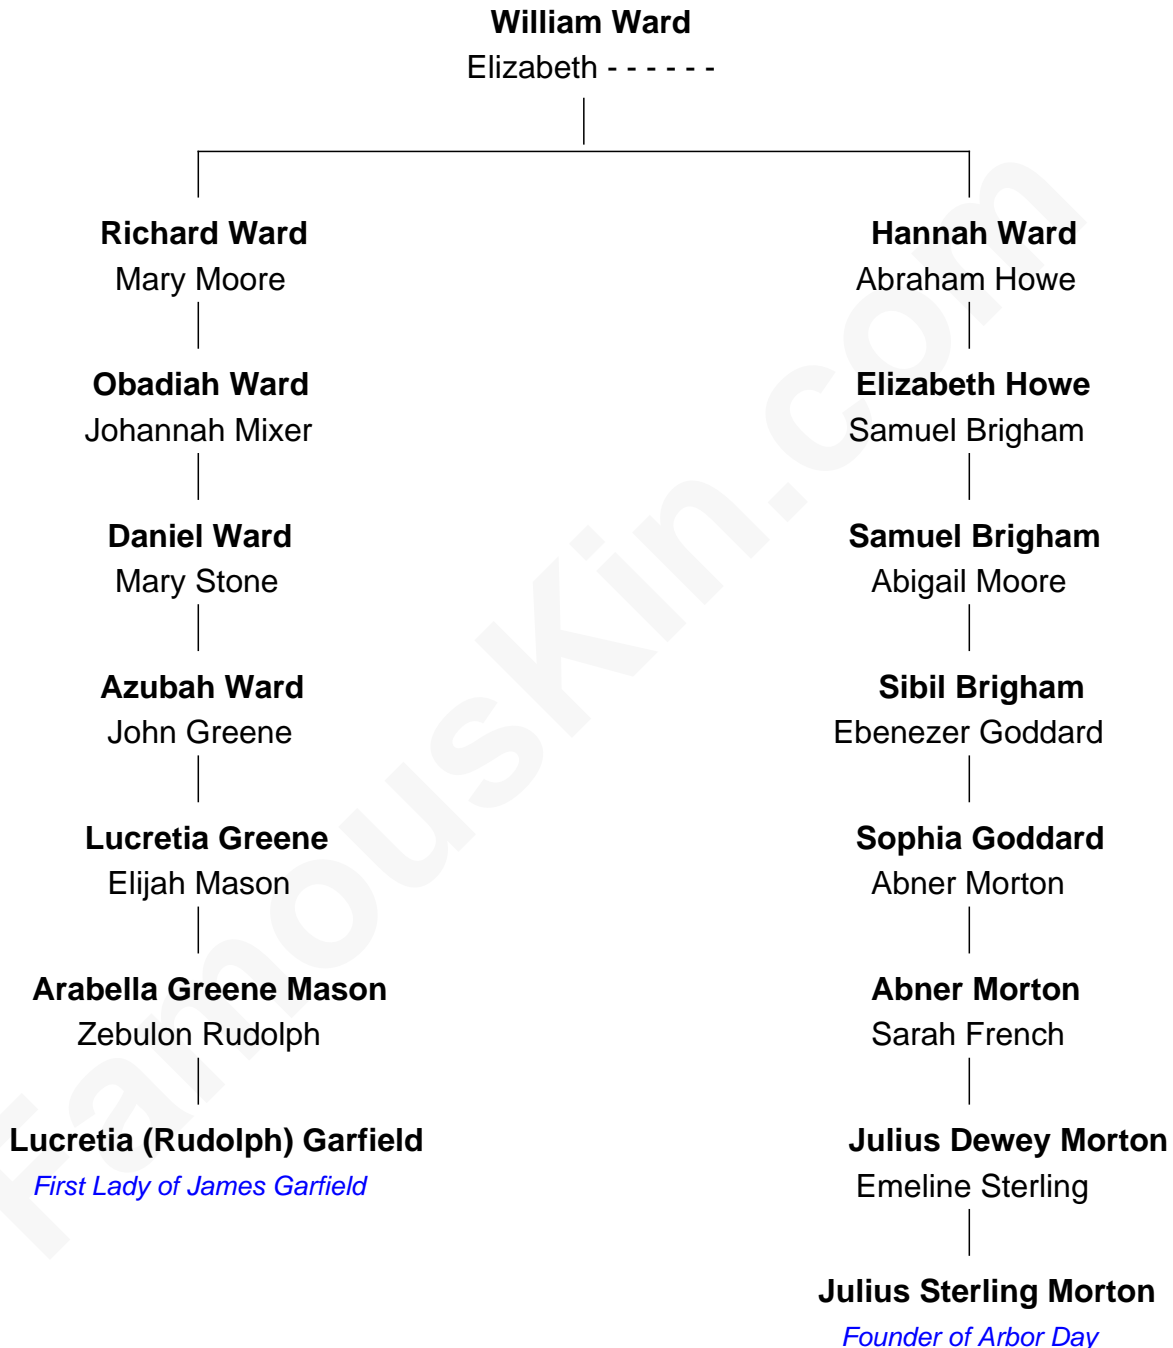 William Ward
Elizabeth - - - - - -
Richard Ward
Mary Moore
Obadiah Ward
Johannah Mixer
Daniel Ward
Mary Stone
Azubah Ward
John Greene
Lucretia Greene
Elijah Mason
Arabella Greene Mason
Zebulon Rudolph
Lucretia (Rudolph) Garfield
First Lady of James Garfield
Hannah Ward
Abraham Howe
Elizabeth Howe
Samuel Brigham
Samuel Brigham
Abigail Moore
Sibil Brigham
Ebenezer Goddard
Sophia Goddard
Abner Morton
Abner Morton
Sarah French
Julius Dewey Morton
Emeline Sterling
Julius Sterling Morton
Founder of Arbor Day
FamousKin.com